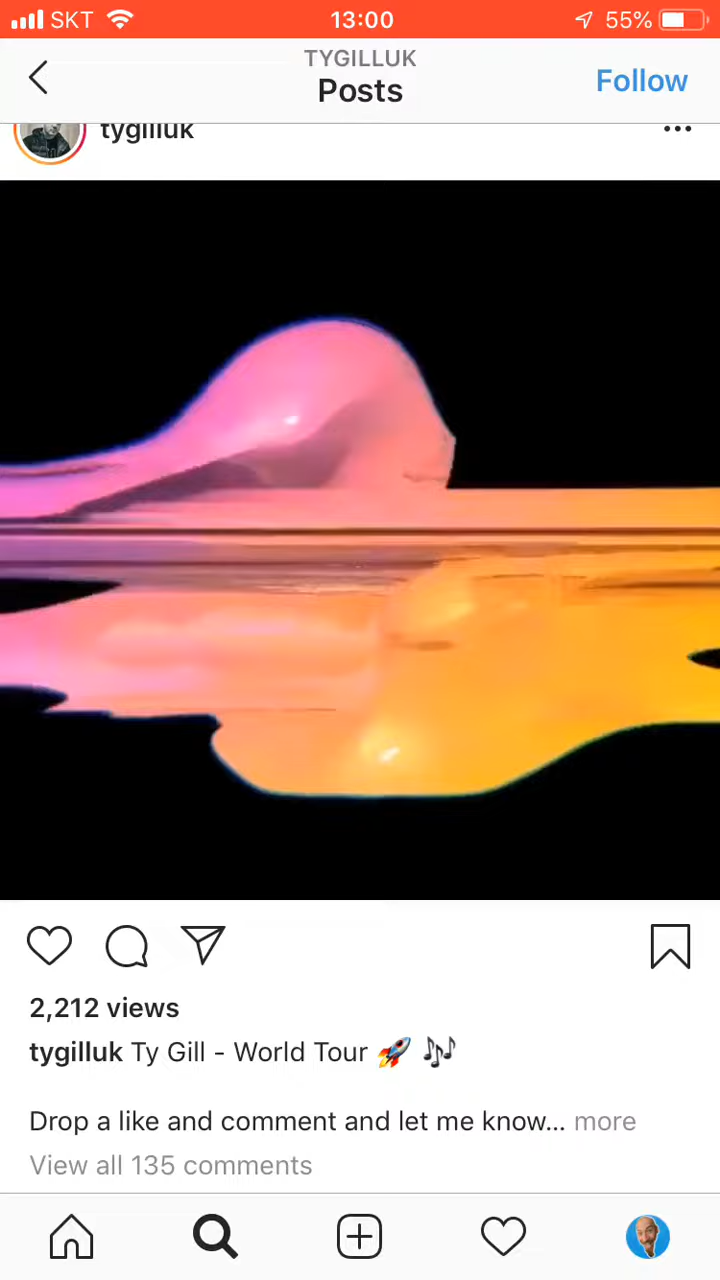 SKT 13:00 55%
TYGILLUK
Posts
Follow
tygilluk
2,212 views
tygilluk Ty Gill - World Tour 🚀 🎶
Drop a like and comment and let me know... more
View all 135 comments